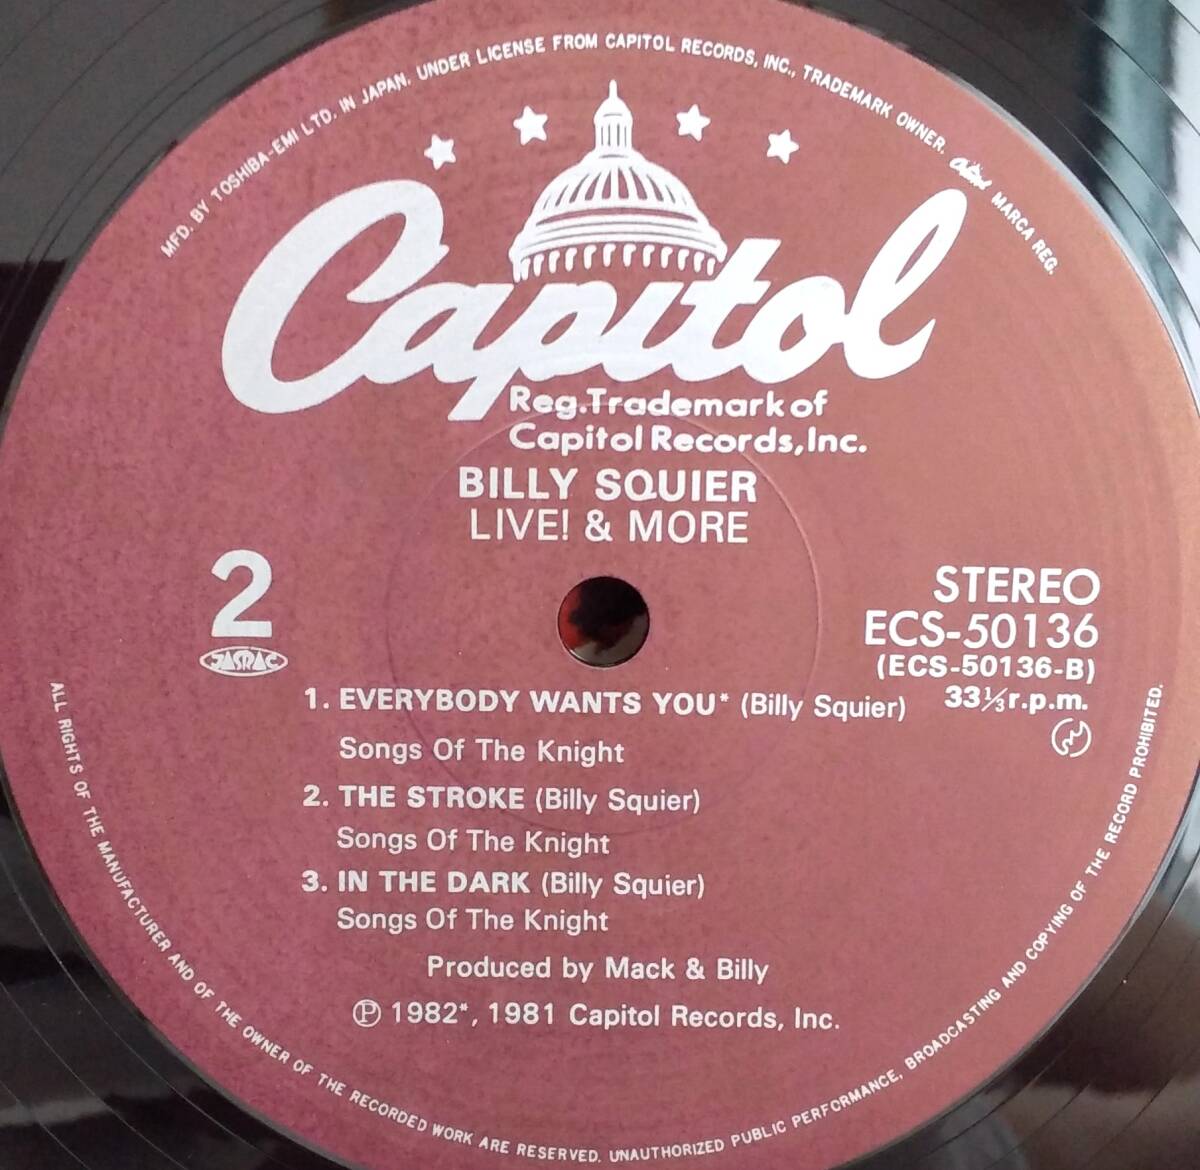 MFD. BY TOSHIBA-EMI LTD. IN JAPAN, UNDER LICENSE FROM CAPITOL RECORDS, INC., TRADEMARK OWNER. Capitol MARCA REG.
Capitol
Reg.Trademark of
Capitol Records,Inc.
BILLY SQUIER
LIVE! & MORE
2
JASRAC
STEREO
ECS-50136
(ECS-50136-B)
33⅓r.p.m.
1. EVERYBODY WANTS YOU* (Billy Squier)
Songs Of The Knight
2. THE STROKE (Billy Squier)
Songs Of The Knight
3. IN THE DARK (Billy Squier)
Songs Of The Knight
Produced by Mack & Billy
Ⓟ 1982*, 1981 Capitol Records, Inc.
ALL RIGHTS OF THE MANUFACTURER AND OF THE OWNER OF THE RECORDED WORK ARE RESERVED. UNAUTHORIZED PUBLIC PERFORMANCE, BROADCASTING AND COPYING OF THE RECORD PROHIBITED.